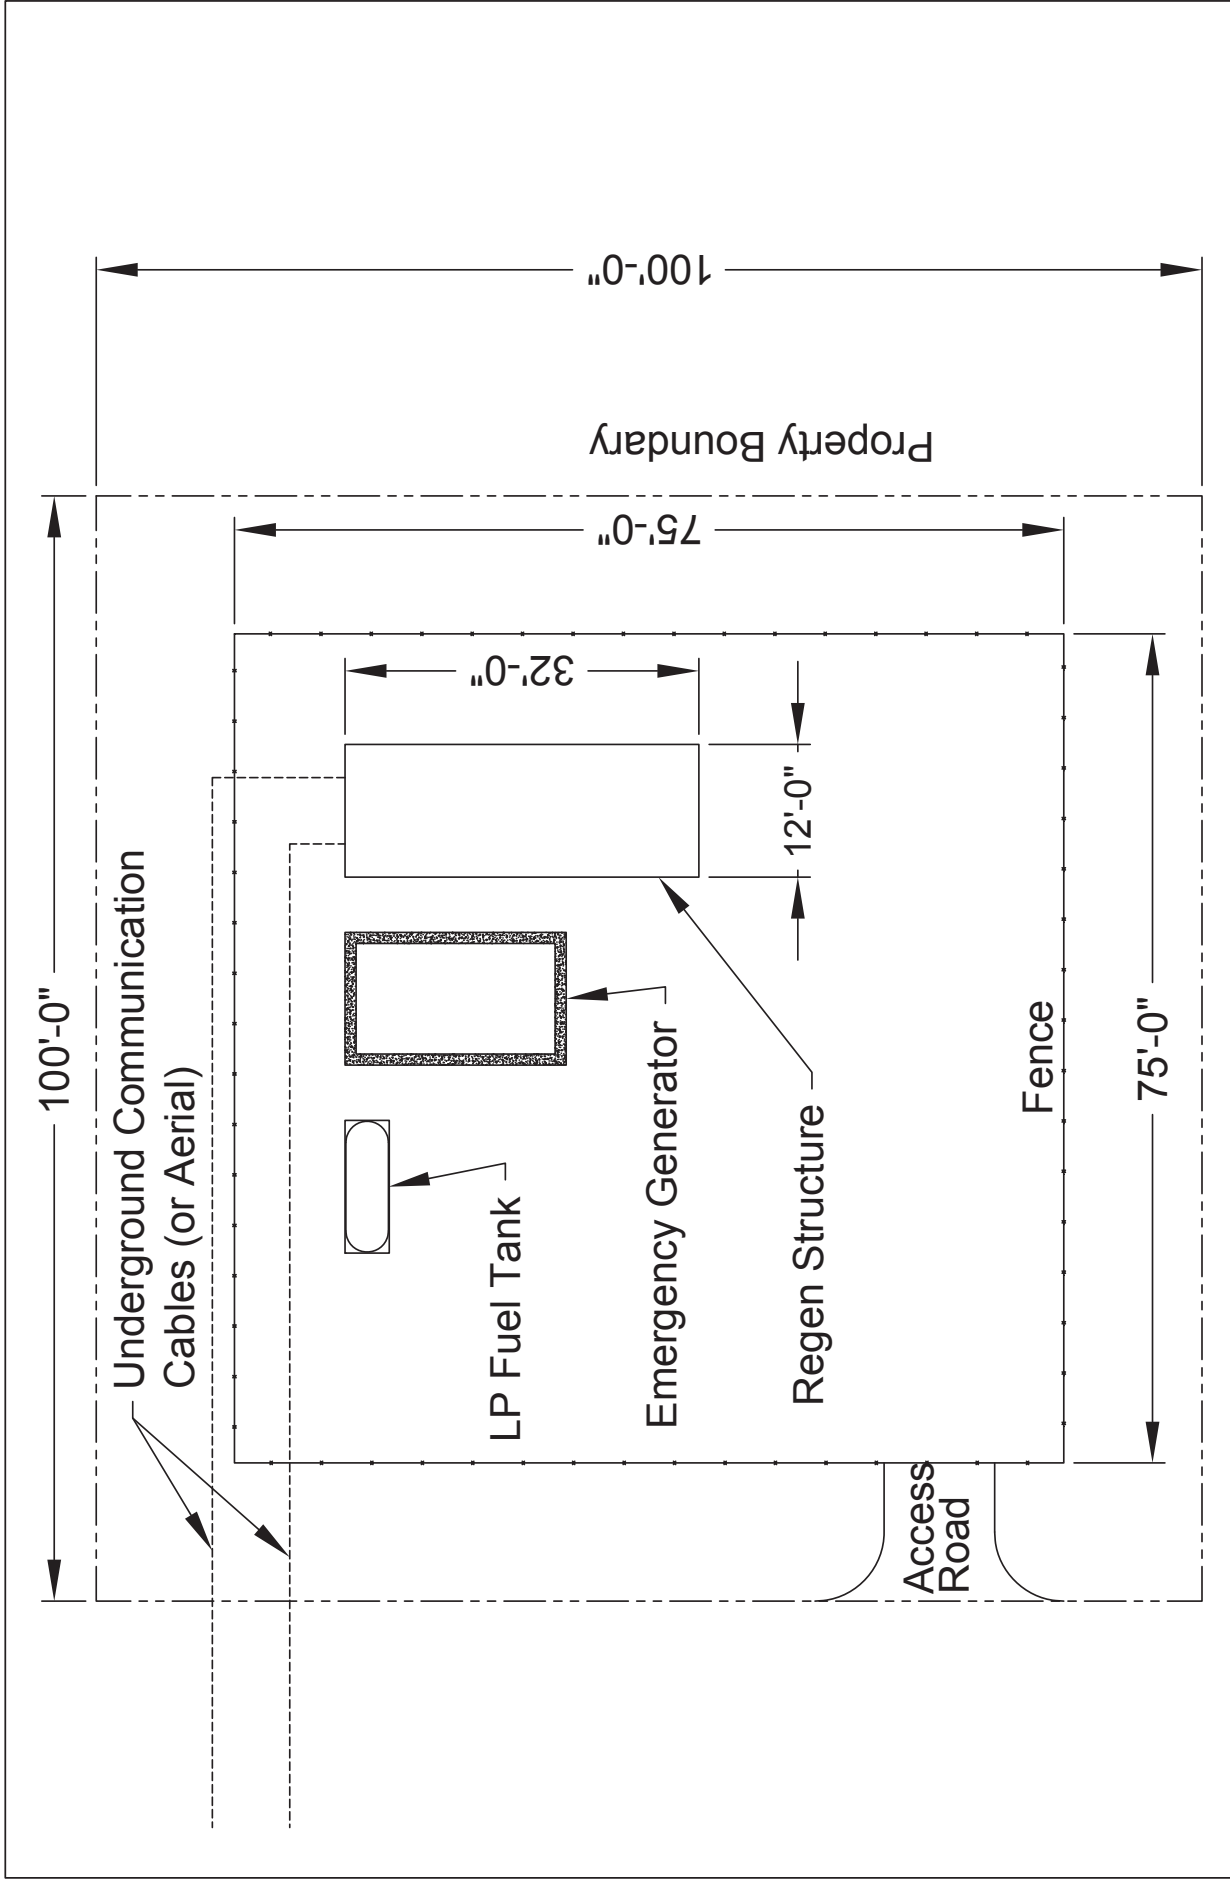 100'-0"
Underground Communication
Cables (or Aerial)
100'-0"
Property Boundary
75'-0"
32'-0"
12'-0"
LP Fuel Tank
Emergency Generator
Regen Structure
Access
Road
Fence
75'-0"